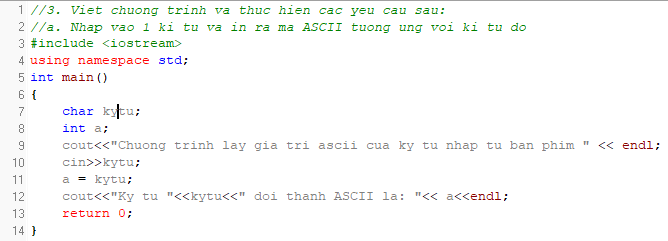 1 //3. Viet chuong trinh va thuc hien cac yeu cau sau:
2 //a. Nhap vao 1 ki tu va in ra ma ASCII tuong ung voi ki tu do
3 #include <iostream>
4 using namespace std;
5 int main()
6 {
7 char kytu;
8 int a;
9 cout<<"Chuong trinh lay gia tri ascii cua ky tu nhap tu ban phim " << endl;
10 cin>>kytu;
11 a = kytu;
12 cout<<"Ky tu "<<kytu<<" doi thanh ASCII la: "<< a<<endl;
13 return 0;
14 }